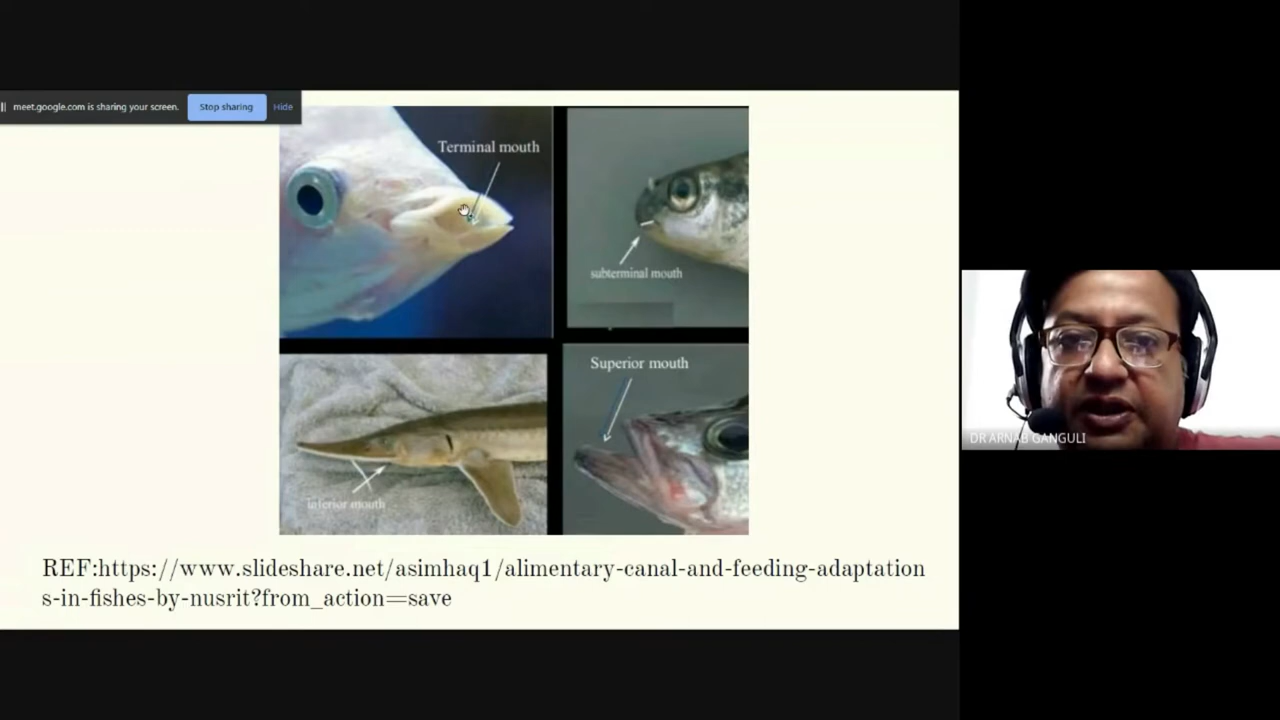 meet.google.com is sharing your screen. Stop sharing Hide
Terminal mouth
subterminal mouth
inferior mouth
Superior mouth
DR ARNAB GANGULI
REF:https://www.slideshare.net/asimhaq1/alimentary-canal-and-feeding-adaptation
s-in-fishes-by-nusrit?from_action=save